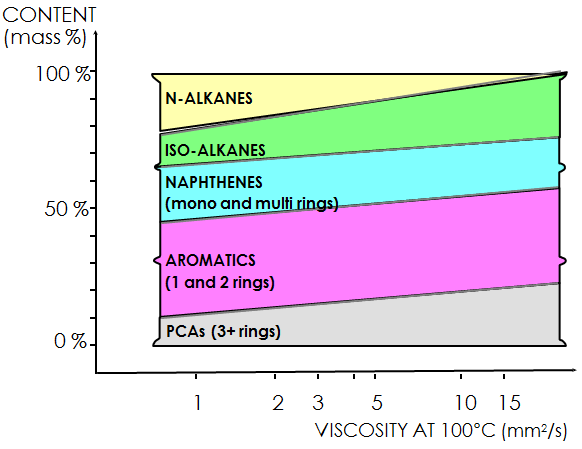 CONTENT
(mass %)
100 %
N-ALKANES
ISO-ALKANES
NAPHTHENES
(mono and multi rings)
50 %
AROMATICS
(1 and 2 rings)
PCAs (3+ rings)
0 %
1 2 3 5 10 15
VISCOSITY AT 100°C (mm²/s)